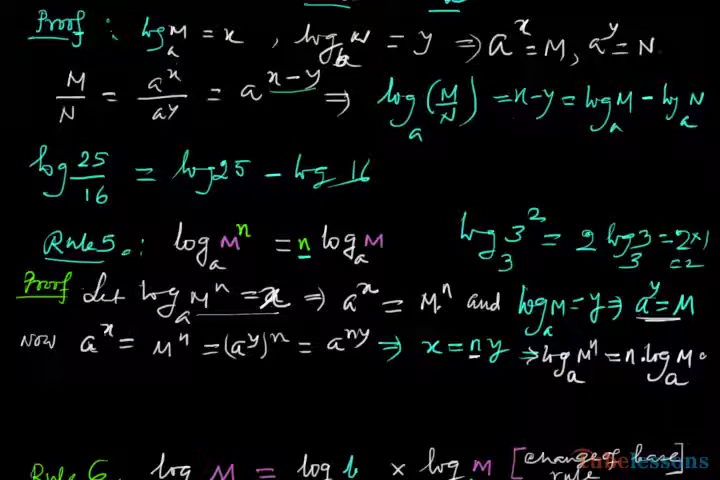 Proof : log_a M = x , log_a N = y ⇒ a^x = M, a^y = N
M/N = a^x/a^y = a^(x-y) ⇒ log_a (M/N) = x-y = log_a M - log_a N
log 25/16 = log 25 - log 16
Rule 5. : log_a M^n = n log_a M log_3 3^2 = 2 log_3 3 = 2×1 = 2
Proof Let log_a M^n = x ⇒ a^x = M^n and log_a M = y ⇒ a^y = M
now a^x = M^n = (a^y)^n = a^(ny) ⇒ x = ny ⇒ log_a M^n = n.log_a M.
Rule 6. log M = log b × log M [change of base rule]